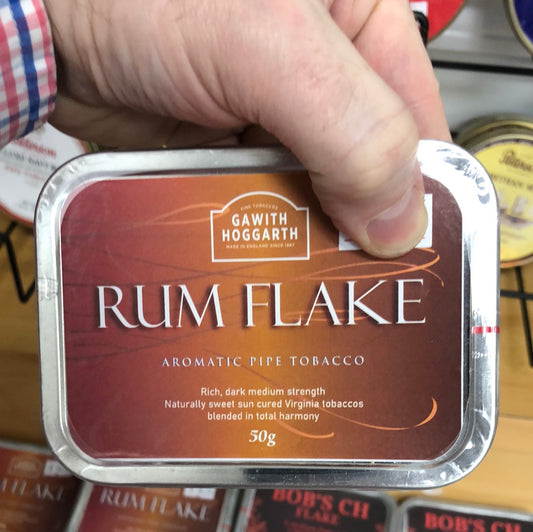 FINE TOBACCOS
GAWITH
HOGGARTH
MADE IN ENGLAND SINCE 1887
RUM FLAKE
AROMATIC PIPE TOBACCO
Rich, dark medium strength
Naturally sweet sun cured Virginia tobaccos
blended in total harmony
50g
RUM FLAKE
RUM FLAKE
BOB'S CH
FLAKE
BOB'S CH